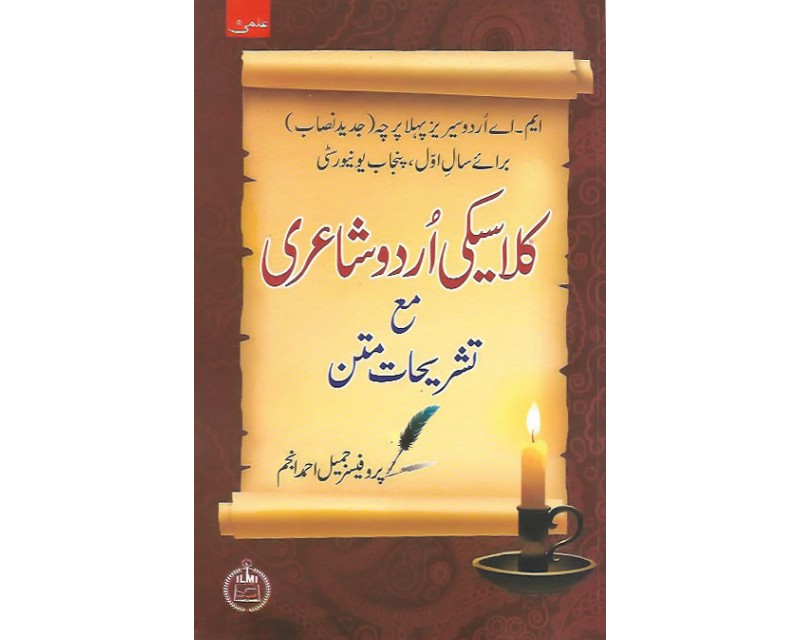 علمی
ایم۔اے اُردو سیریز پہلا پرچہ (جدید نصاب)
برائے سالِ اوّل، پنجاب یونیورسٹی
کلاسیکی اُردو شاعری
مع
تشریحات متن
پروفیسر جمیل احمد انجم
ILMI